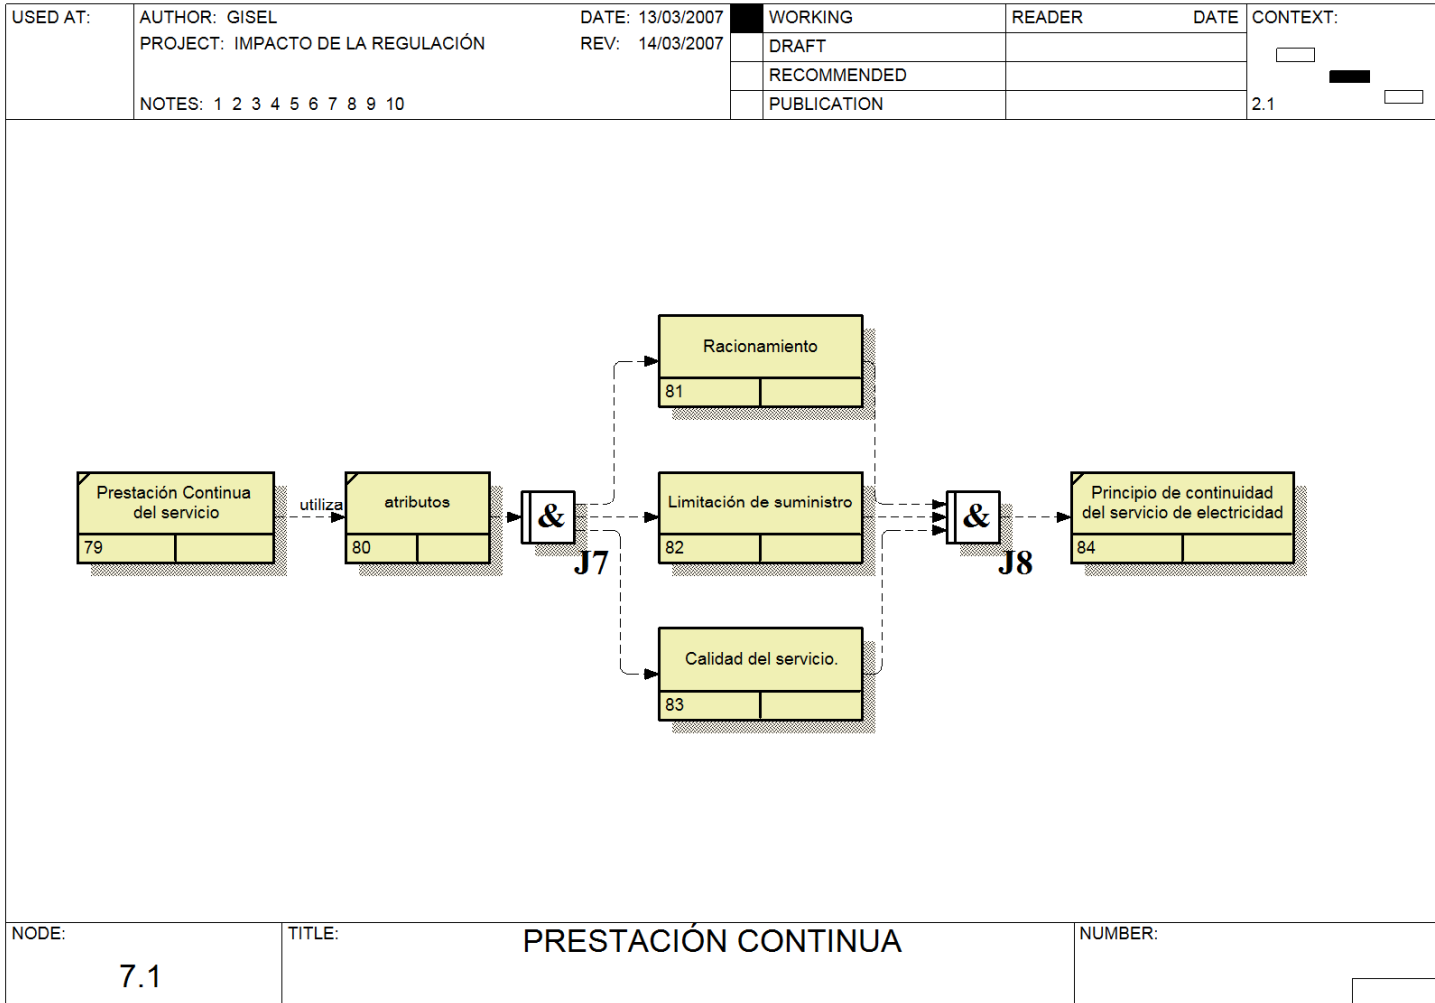 USED AT:
AUTHOR: GISEL
DATE: 13/03/2007
WORKING
READER
DATE
CONTEXT:
PROJECT: IMPACTO DE LA REGULACIÓN
REV: 14/03/2007
DRAFT
RECOMMENDED
NOTES: 1 2 3 4 5 6 7 8 9 10
PUBLICATION
2.1
Racionamiento
81
Prestación Continua
del servicio
79
utiliza
atributos
80
&
J7
Limitación de suministro
82
&
J8
Principio de continuidad
del servicio de electricidad
84
Calidad del servicio.
83
NODE:
7.1
TITLE:
PRESTACIÓN CONTINUA
NUMBER: